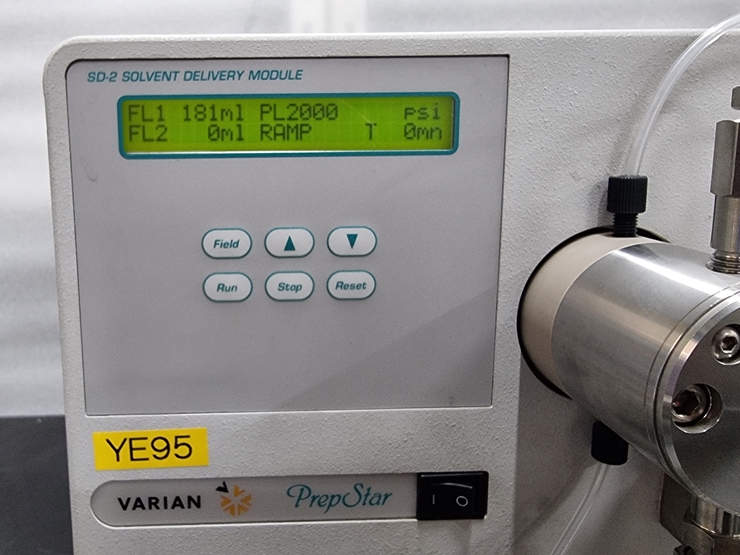 SD-2 SOLVENT DELIVERY MODULE
FL1 181ml PL2000 psi
FL2 0ml RAMP T 0mn
Field
Run Stop Reset
YE95
VARIAN PrepStar